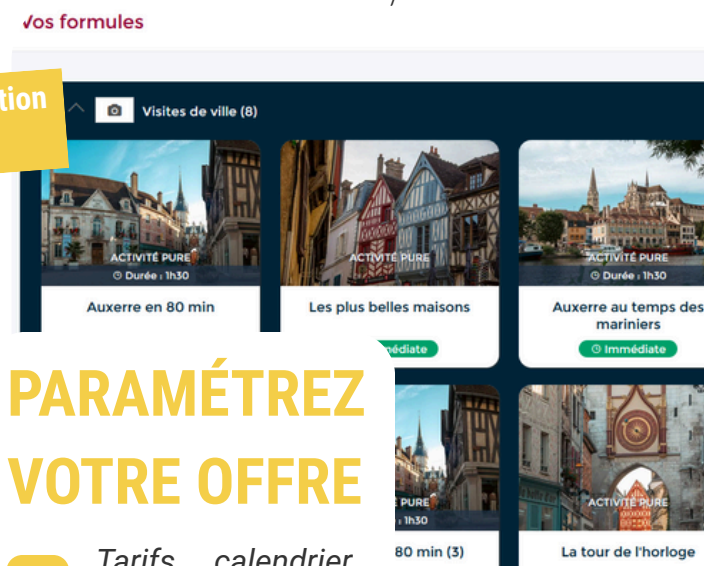 Vos formules
tion
Visites de ville (8)
ACTIVITÉ PURE
Durée : 1h30
Auxerre en 80 min
ACTIVITÉ PURE
Les plus belles maisons
médiate
ACTIVITÉ PURE
Durée : 1h30
Auxerre au temps des
mariniers
Immédiate
PARAMÉTREZ
VOTRE OFFRE
Tarifs calendrier
PURE
: 1h30
80 min (3)
ACTIVITÉ PURE
La tour de l'horloge